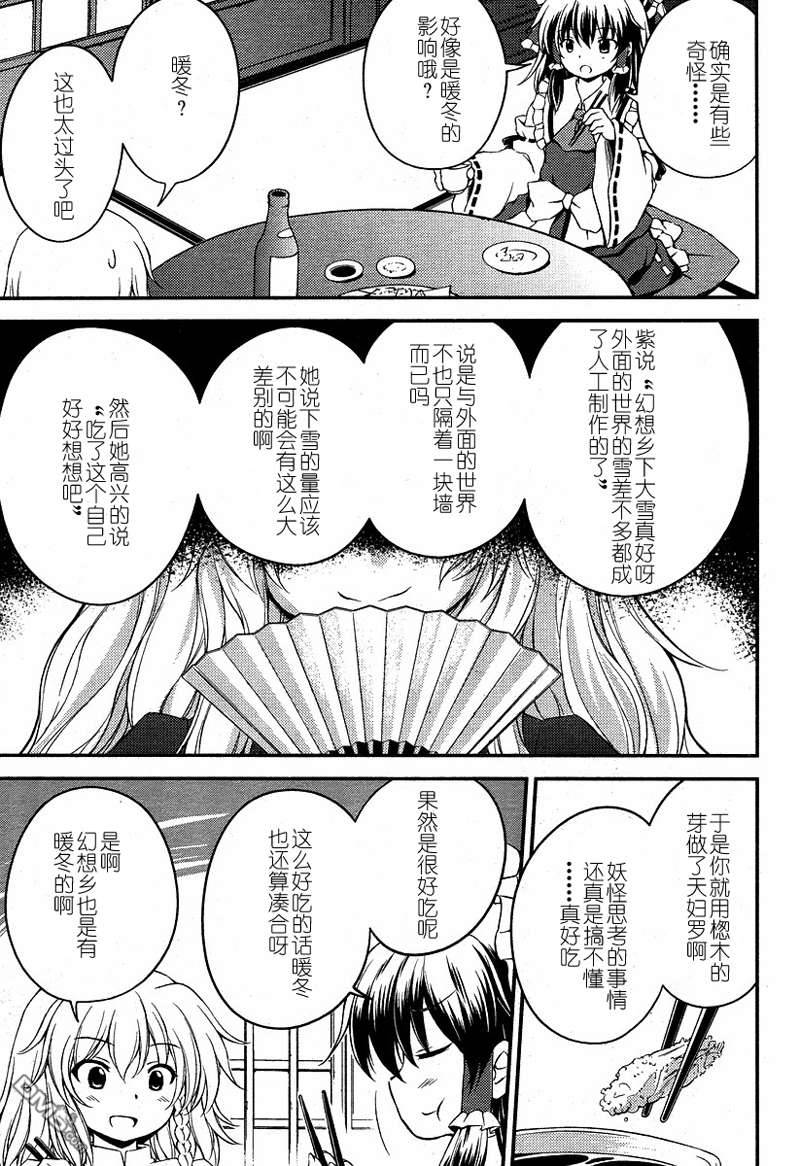 确实是有些
奇怪……
好像是暖冬的
影响哦？
暖冬？
这也太过头了吧
紫说“幻想乡下大雪真好呀
外面的世界的雪差不多都成
了人工制作的了”
说是与外面的世界
不也只隔着一块墙
而已吗
她说下雪的量应该
不可能会有这么大
差别的啊
然后她高兴的说
“吃了这个自己
好好想想吧”
于是你就用楤木的
芽做了天妇罗啊
妖怪思考的事情
还真是搞不懂
……真好吃
果然是很好吃呢
这么好吃的话暖冬
也还算凑合呀
是啊
幻想乡也是有
暖冬的啊
DM5